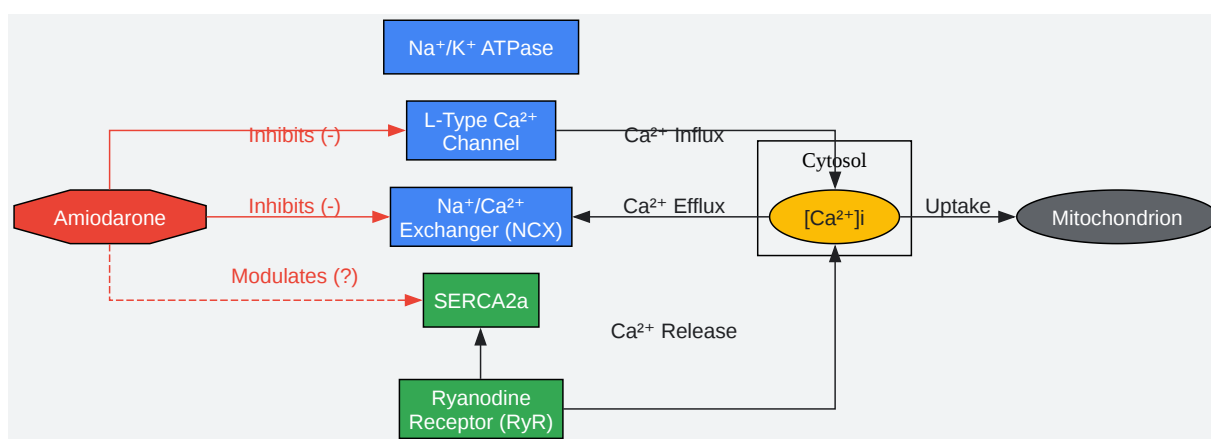 Na⁺/K⁺ ATPase
L-Type Ca²⁺
Channel
Inhibits (-)
Ca²⁺ Influx
Cytosol
Amiodarone
Inhibits (-)
Na⁺/Ca²⁺
Exchanger (NCX)
Ca²⁺ Efflux
[Ca²⁺]i
Uptake
Mitochondrion
Modulates (?)
SERCA2a
Ca²⁺ Release
Ryanodine
Receptor (RyR)